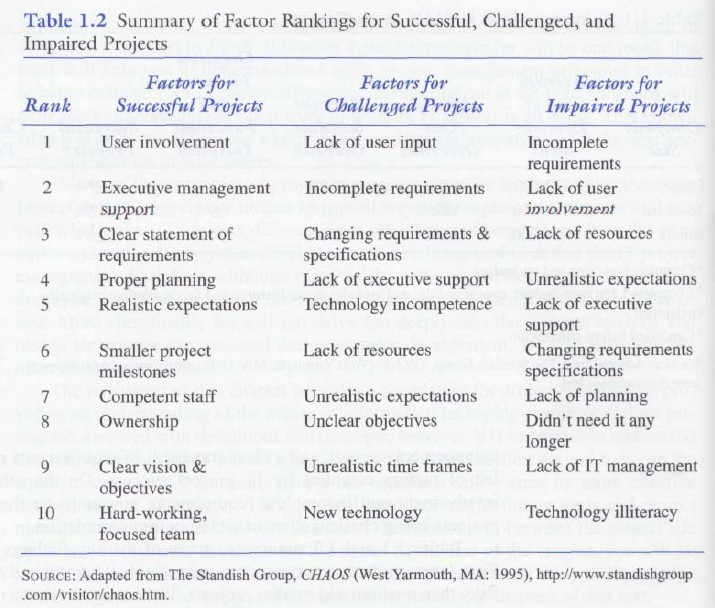 Table 1.2 Summary of Factor Rankings for Successful, Challenged, and
Impaired Projects
Factors for Factors for Factors for
Rank Successful Projects Challenged Projects Impaired Projects
1 User involvement Lack of user input Incomplete
requirements
2 Executive management Incomplete requirements Lack of user
support involvement
3 Clear statement of Changing requirements & Lack of resources
requirements specifications
4 Proper planning Lack of executive support Unrealistic expectations
5 Realistic expectations Technology incompetence Lack of executive
support
6 Smaller project Lack of resources Changing requirements
milestones specifications
7 Competent staff Unrealistic expectations Lack of planning
8 Ownership Unclear objectives Didn't need it any
longer
9 Clear vision & Unrealistic time frames Lack of IT management
objectives
10 Hard-working, New technology Technology illiteracy
focused team
SOURCE: Adapted from The Standish Group, CHAOS (West Yarmouth, MA: 1995), http://www.standishgroup
.com/visitor/chaos.htm.